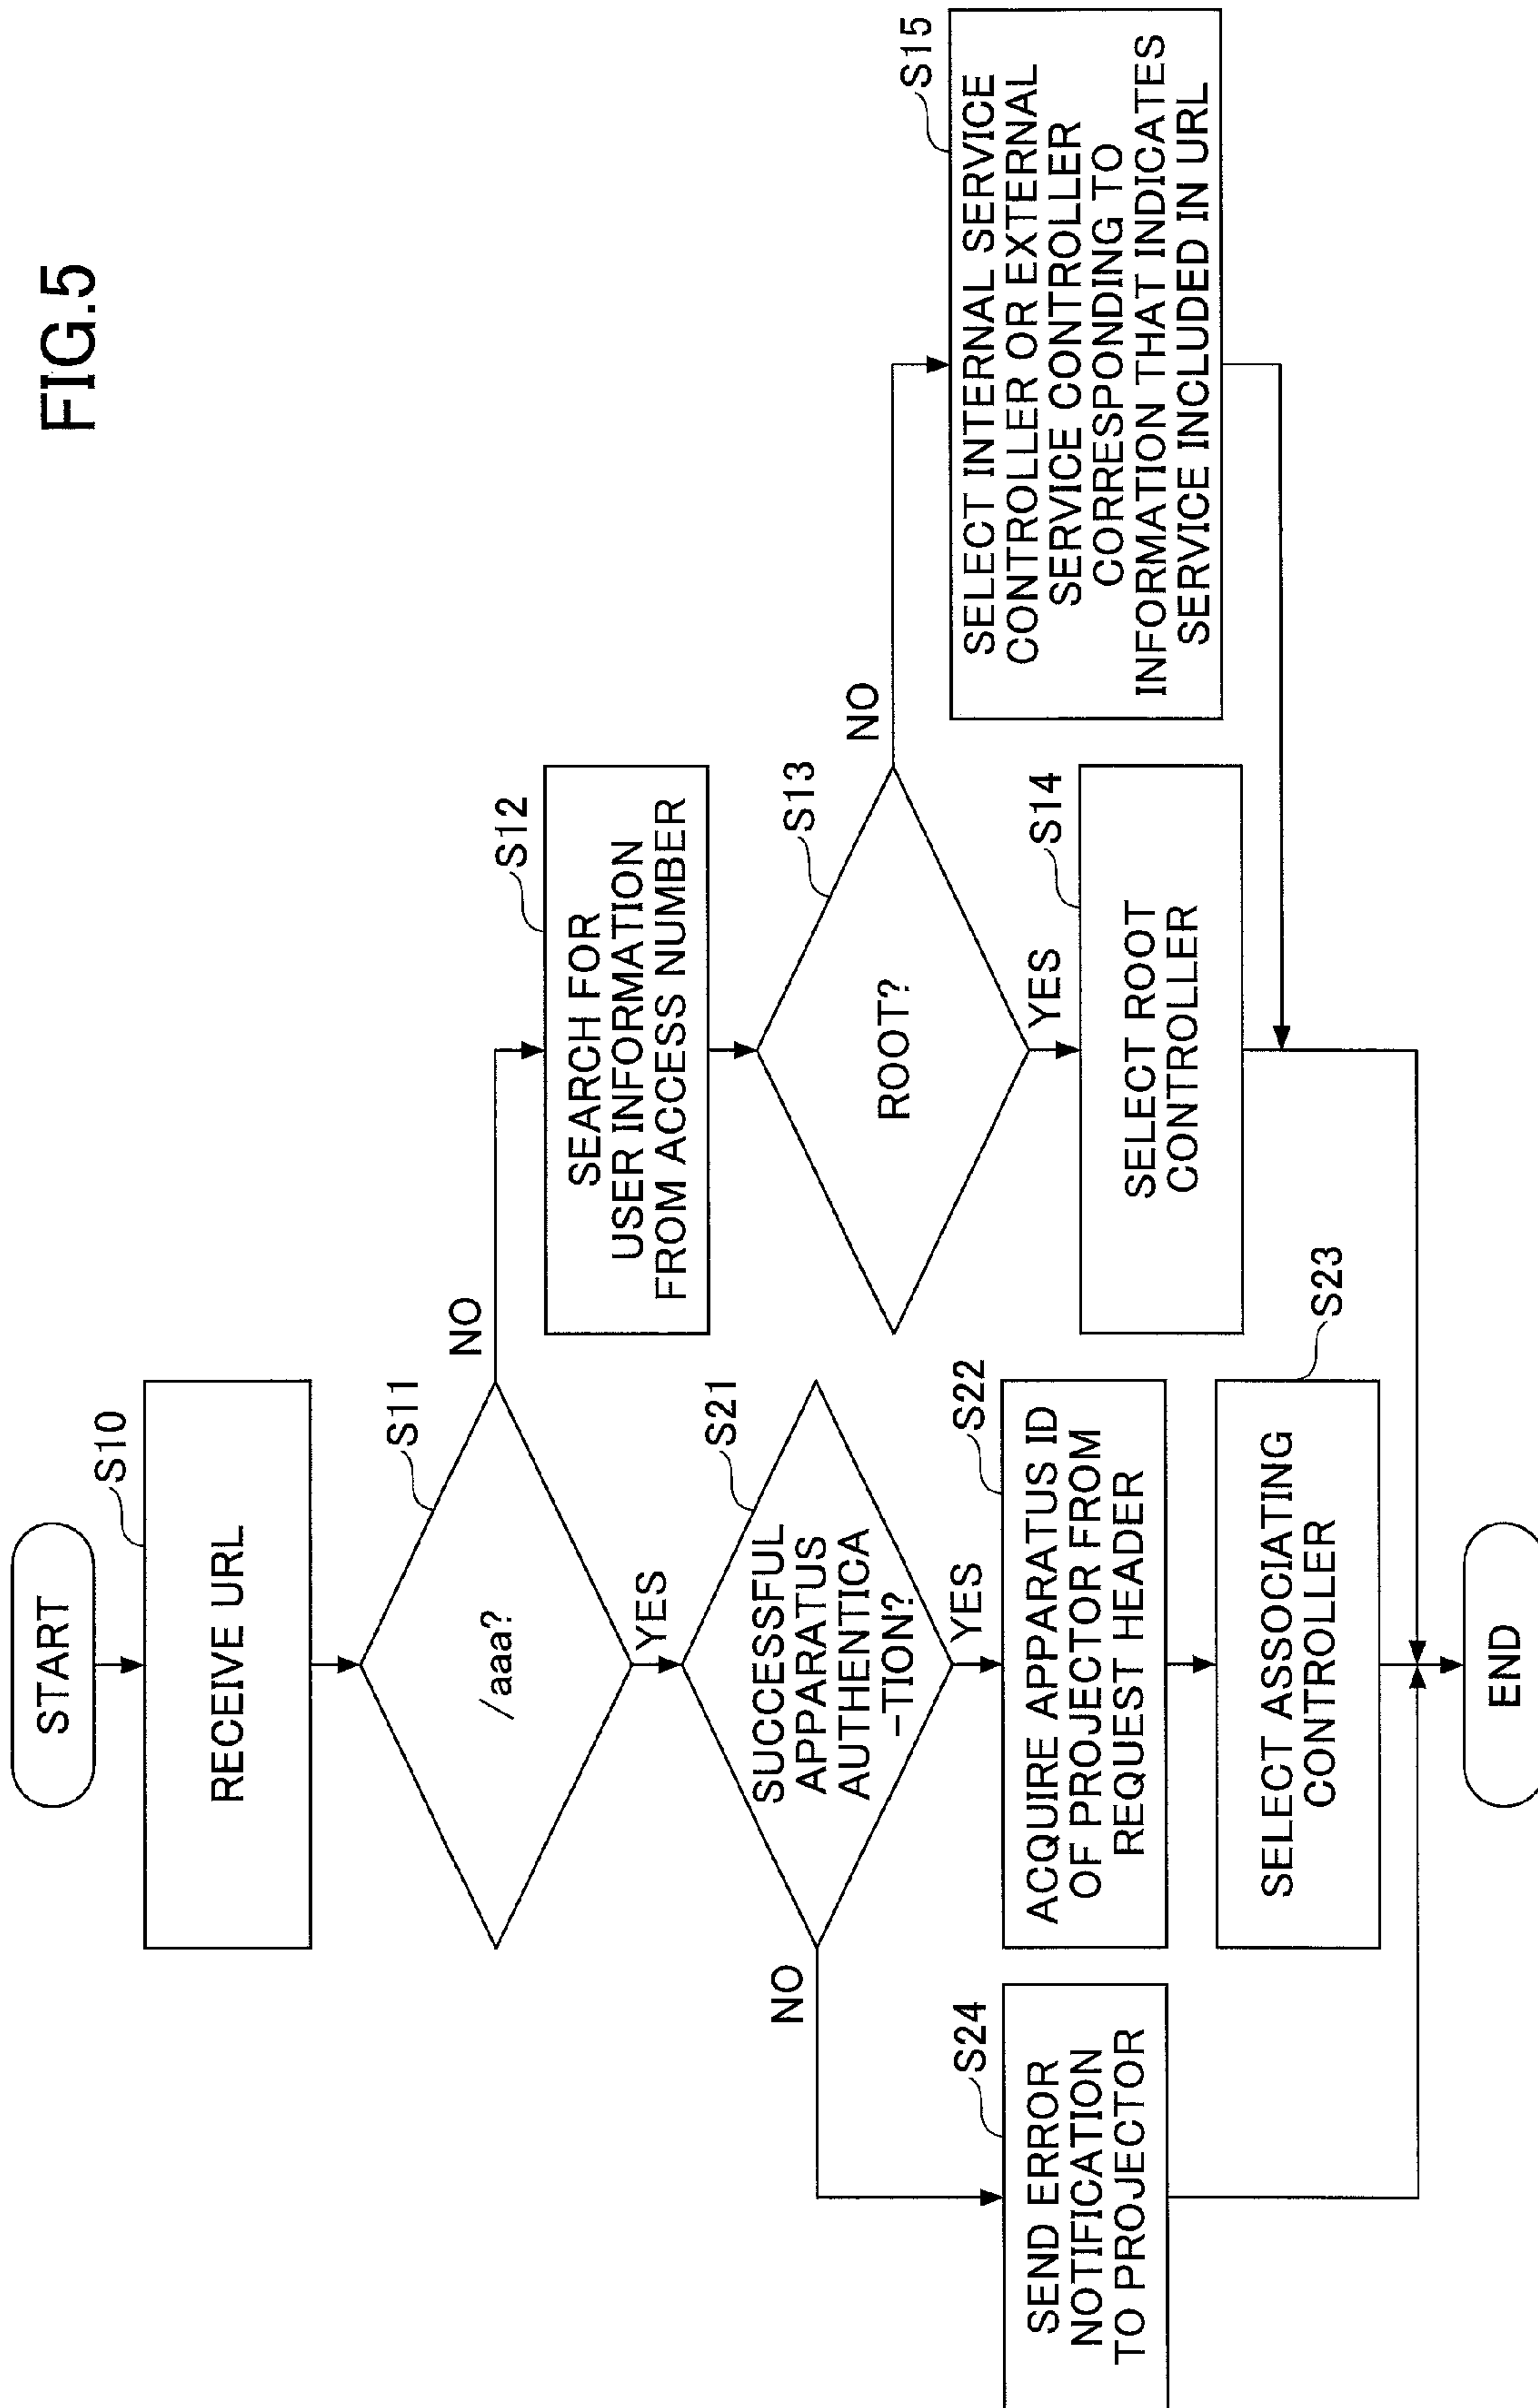 FIG.5
START
S10
RECEIVE URL
S11
/aaa?
NO
YES
S12
SEARCH FOR
USER INFORMATION
FROM ACCESS NUMBER
S13
ROOT?
NO
YES
S14
SELECT ROOT
CONTROLLER
S15
SELECT INTERNAL SERVICE
CONTROLLER OR EXTERNAL
SERVICE CONTROLLER
CORRESPONDING TO
INFORMATION THAT INDICATES
SERVICE INCLUDED IN URL
S21
SUCCESSFUL
APPARATUS
AUTHENTICA
-TION?
NO
YES
S22
ACQUIRE APPARATUS ID
OF PROJECTOR FROM
REQUEST HEADER
S23
SELECT ASSOCIATING
CONTROLLER
S24
SEND ERROR
NOTIFICATION
TO PROJECTOR
END